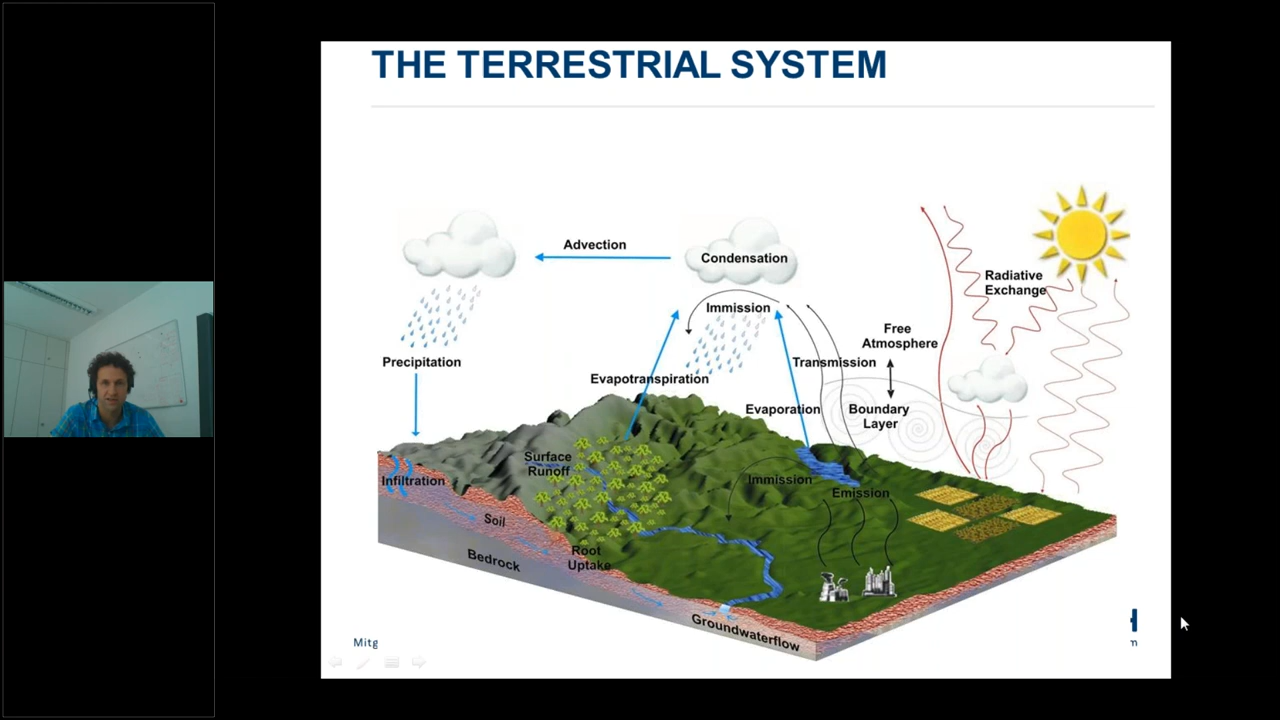 THE TERRESTRIAL SYSTEM
Advection
Condensation
Radiative
Exchange
Immission
Free
Atmosphere
Precipitation
Transmission
Evapotranspiration
Evaporation
Boundary
Layer
Surface
Runoff
Infiltration
Immission
Emission
Soil
Root
Uptake
Bedrock
Groundwaterflow
Mitg